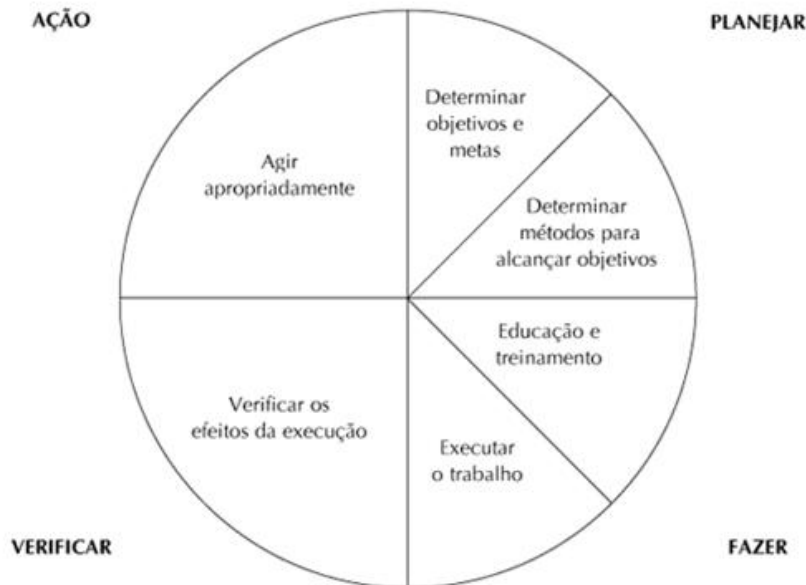 AÇÃO
PLANEJAR
Determinar
objetivos e
metas
Agir
apropriadamente
Determinar
métodos para
alcançar objetivos
Educação e
treinamento
Verificar os
efeitos da execução
Executar
o trabalho
VERIFICAR
FAZER